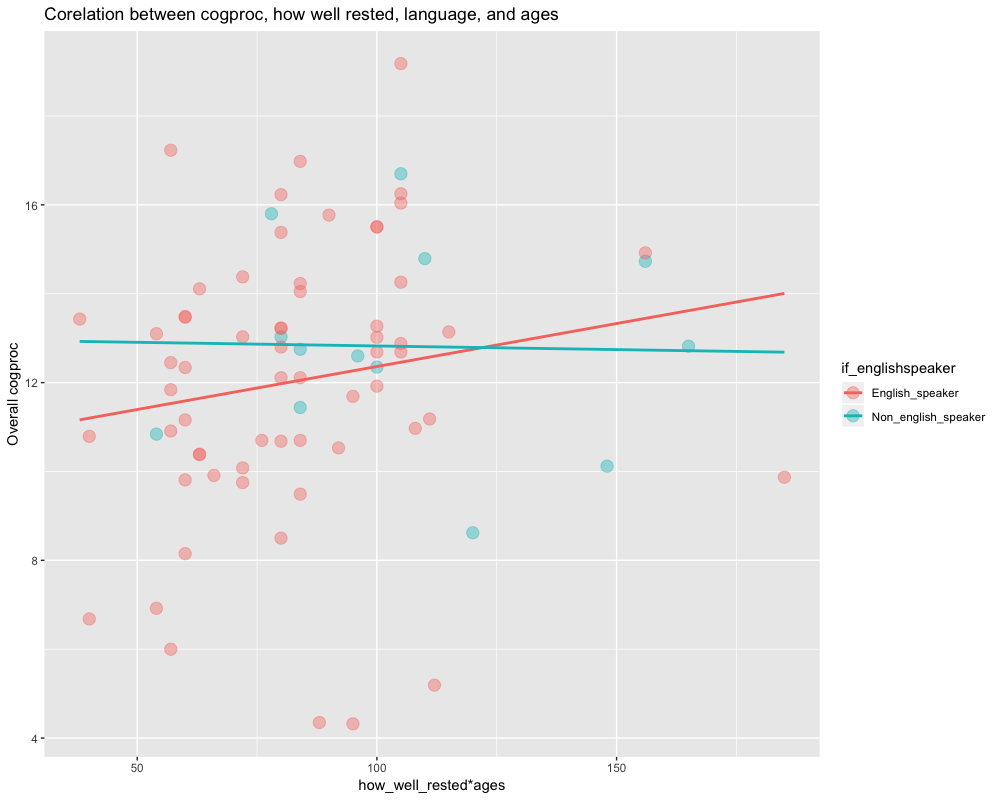 Corelation between cogproc, how well rested, language, and ages
Overall cogproc
16
12
8
4
50
100
150
how_well_rested*ages
if_englishspeaker
English_speaker
Non_english_speaker